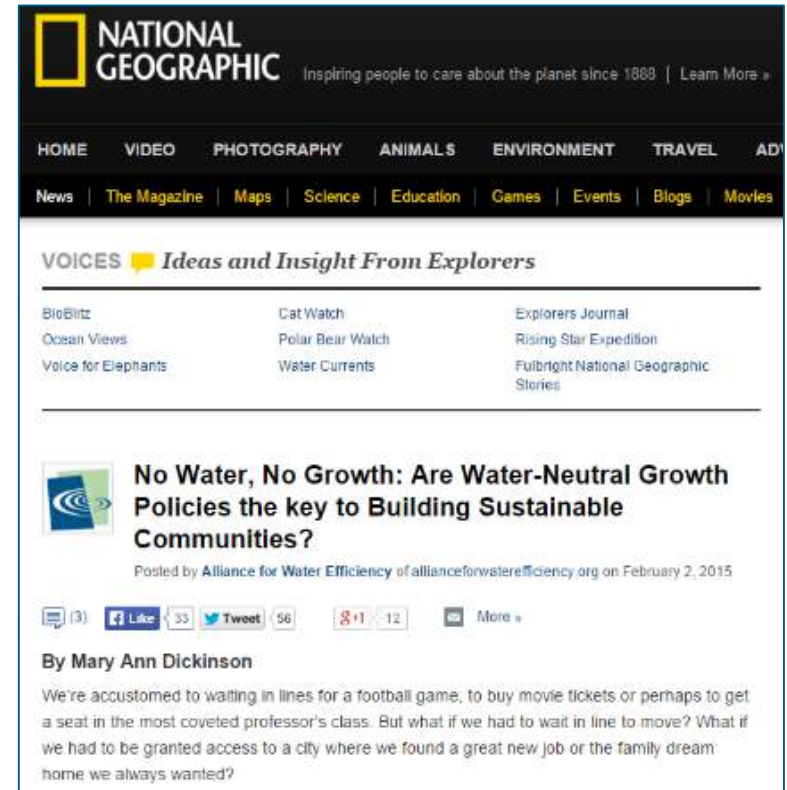 NATIONAL
GEOGRAPHIC Inspiring people to care about the planet since 1888 | Learn More »
HOME VIDEO PHOTOGRAPHY ANIMALS ENVIRONMENT TRAVEL AD
News | The Magazine | Maps | Science | Education | Games | Events | Blogs | Movies
VOICES Ideas and Insight From Explorers
BioBlitz Cat Watch Explorers Journal
Ocean Views Polar Bear Watch Rising Star Expedition
Voice for Elephants Water Currents Fulbright National Geographic
Stories
No Water, No Growth: Are Water-Neutral Growth
Policies the key to Building Sustainable
Communities?
Posted by Alliance for Water Efficiency of allianceforwaterefficiency.org on February 2, 2015
(3) Like 33 Tweet 56 g+1 12 More »
By Mary Ann Dickinson
We're accustomed to waiting in lines for a football game, to buy movie tickets or perhaps to get
a seat in the most coveted professor's class. But what if we had to wait in line to move? What if
we had to be granted access to a city where we found a great new job or the family dream
home we always wanted?